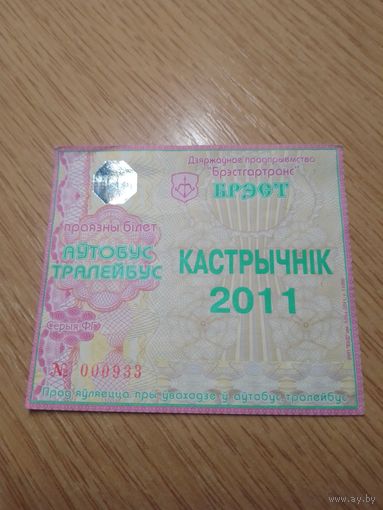 Дзяржаўнае прадпрыемства
"Брэстгартранс"
БРЭСТ
праязны білет
АЎТОБУС
ТРАЛЕЙБУС
КАСТРЫЧНІК
2011
Серыя ФГ
№ 000933
Прад'яўляецца пры уваходзе ў аўтобус, тралейбус
www.ay.by